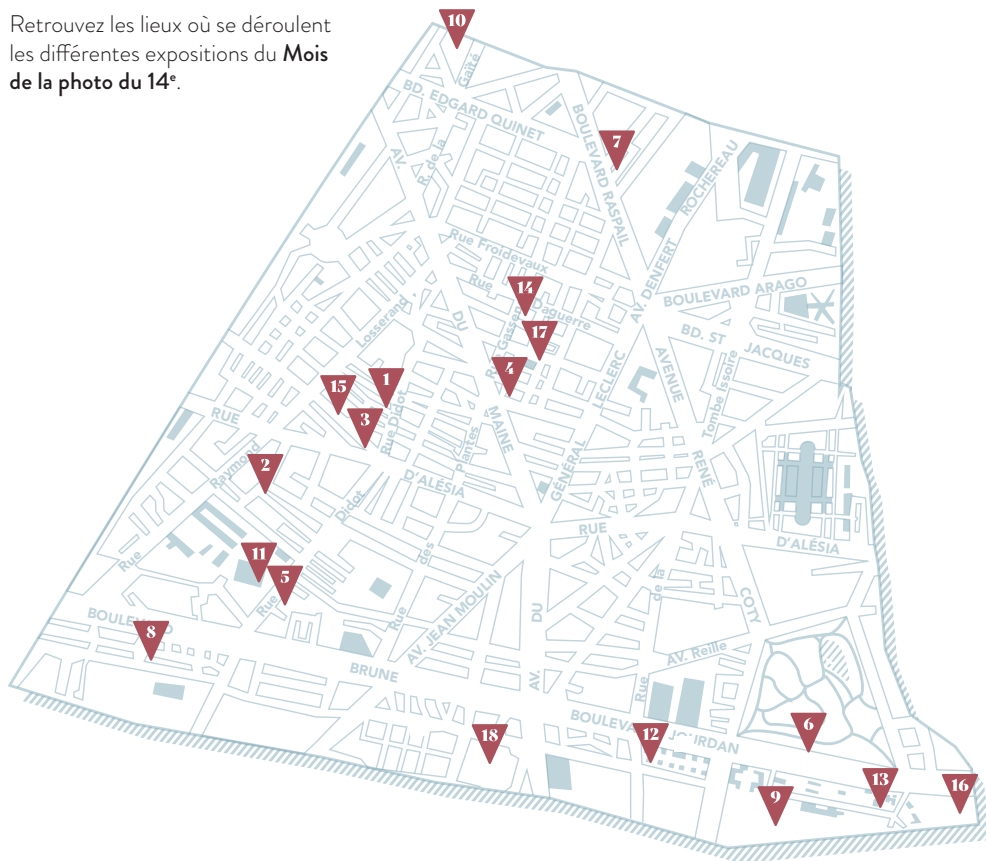 Retrouvez les lieux où se déroulent
les différentes expositions du Mois
de la photo du 14e.
10
Gaîté
BD. EDGARD QUINET
BOULEVARD RASPAIL
7
ROCHEREAU
AV.
R. de la
Rue Froidevaux
AV. DENFERT
BOULEVARD ARAGO
Rue
Daguerre
14
Losserand
DU
R. Gassen
17
BD. ST
JACQUES
4
LECLERC
AVENUE
Tombe Issoire
15
1
3
Rue Didot
RUE
MAINE
Plantes
Raymond
2
D'ALÉSIA
GÉNÉRAL
RENÉ
Didot
RUE
D'ALÉSIA
Rue
11
5
des
de la
COTY
Rue
Rue
AV. JEAN MOULIN
DU
BOULEVARD
8
AV. Reille
BRUNE
AV.
Rue
6
18
12
JOURDAN
13
16
9